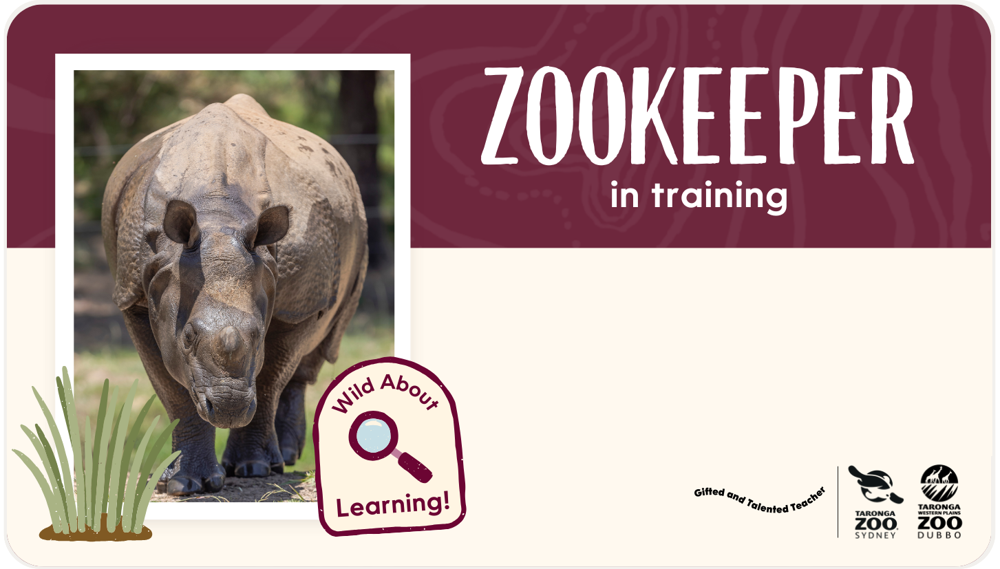 ZOOKEEPER
in training
Wild About
Learning!
Gifted and Talented Teacher
TARONGA
ZOO
SYDNEY
TARONGA
WESTERN PLAINS
ZOO
DUBBO